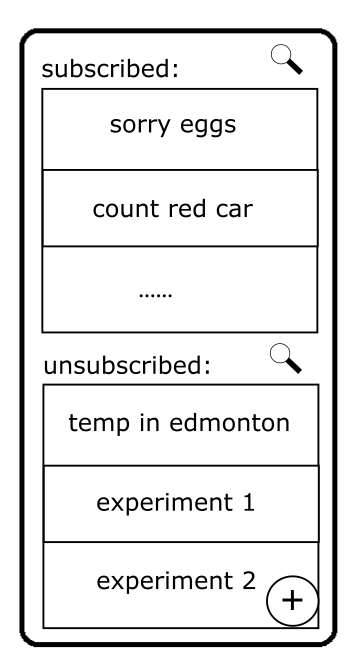 subscribed:
sorry eggs
count red car
......
unsubscribed:
temp in edmonton
experiment 1
experiment 2
+